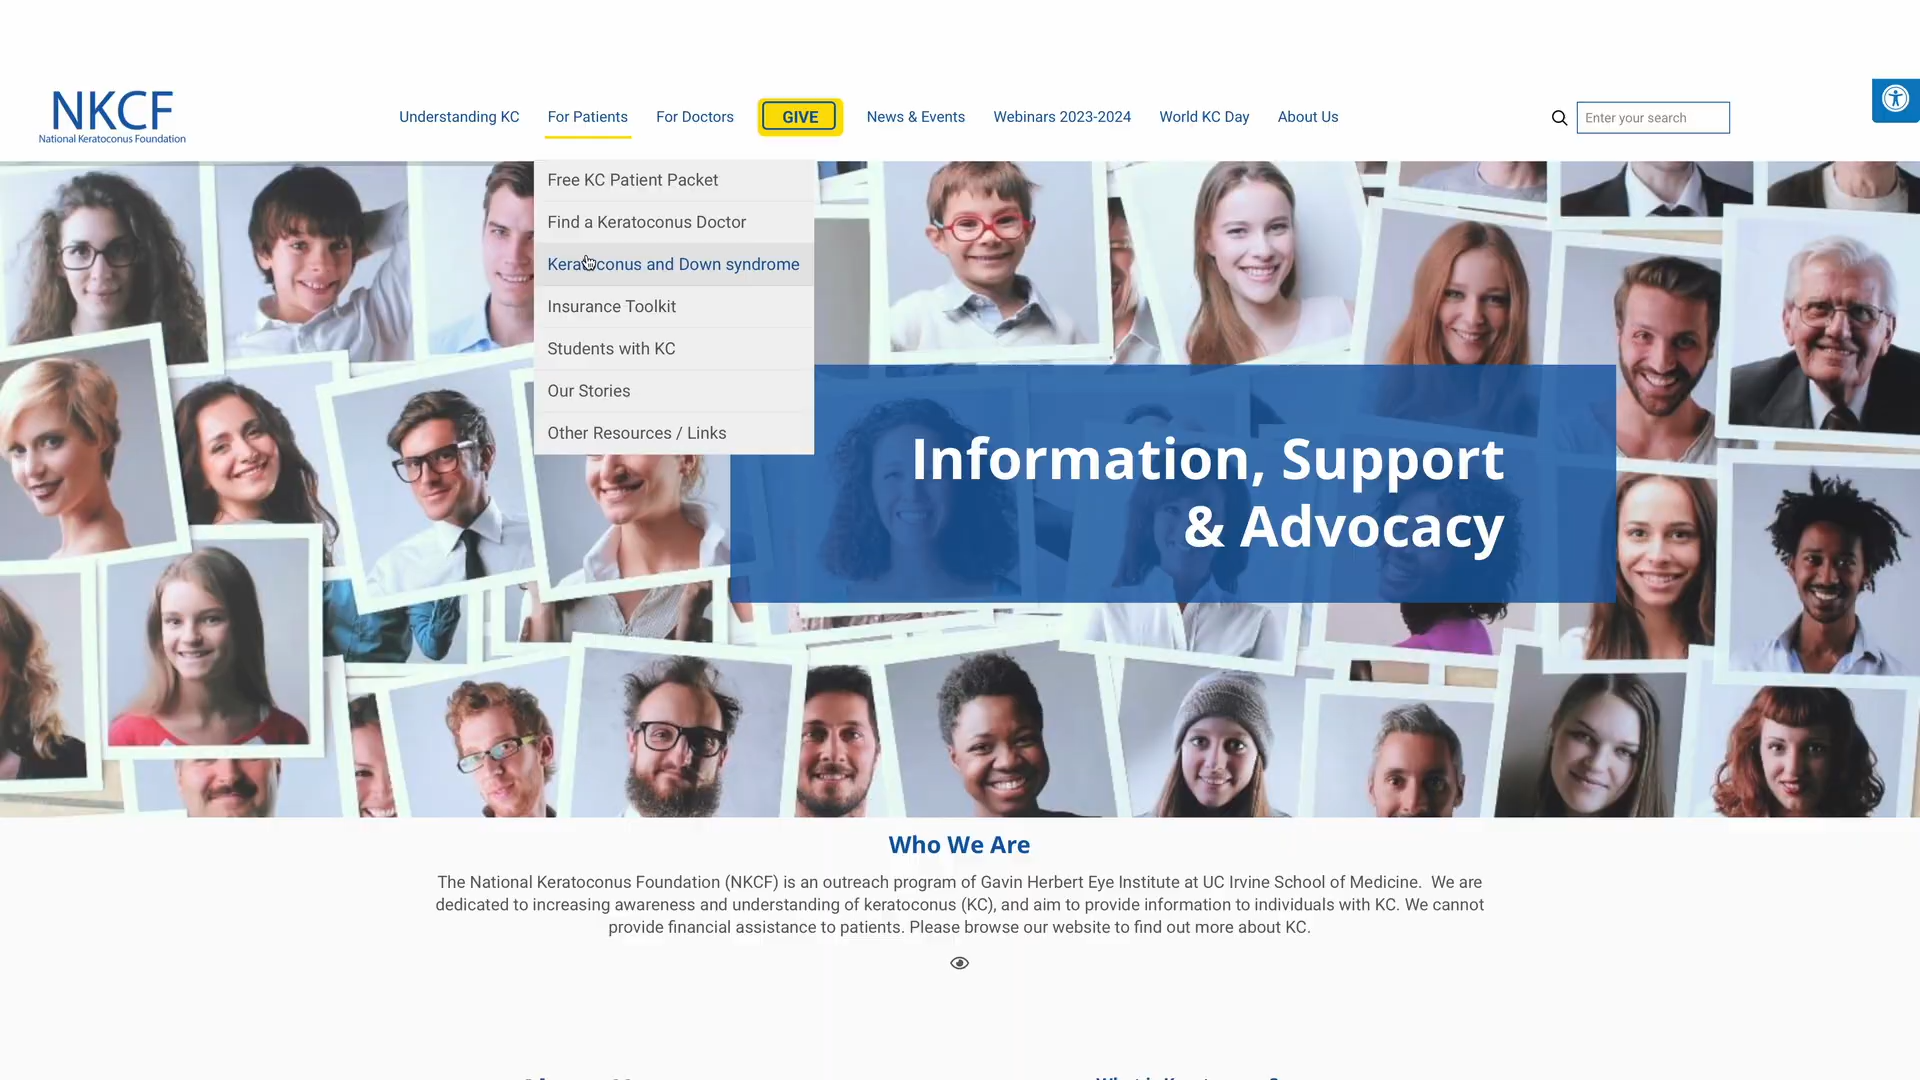 NKCF
National Keratoconus Foundation
Understanding KC
For Patients
For Doctors
GIVE
News & Events
Webinars 2023-2024
World KC Day
About Us
Enter your search
Free KC Patient Packet
Find a Keratoconus Doctor
Keratoconus and Down syndrome
Insurance Toolkit
Students with KC
Our Stories
Other Resources / Links
Information, Support
& Advocacy
Who We Are
The National Keratoconus Foundation (NKCF) is an outreach program of Gavin Herbert Eye Institute at UC Irvine School of Medicine. We are
dedicated to increasing awareness and understanding of keratoconus (KC), and aim to provide information to individuals with KC. We cannot
provide financial assistance to patients. Please browse our website to find out more about KC.